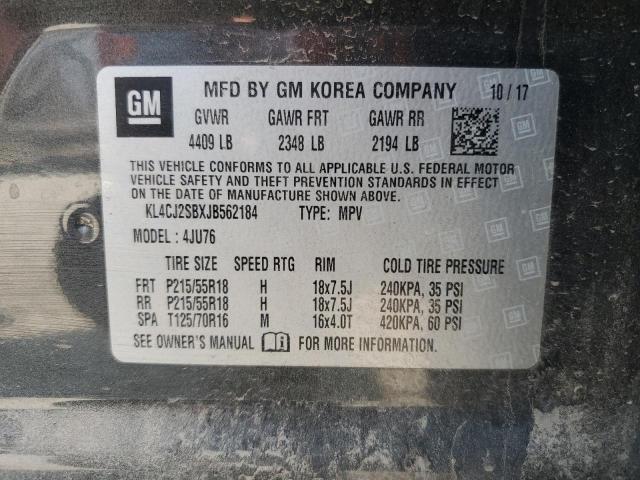 GM MFD BY GM KOREA COMPANY 10/17
GVWR GAWR FRT GAWR RR
4409 LB 2348 LB 2194 LB
THIS VEHICLE CONFORMS TO ALL APPLICABLE U.S. FEDERAL MOTOR
VEHICLE SAFETY AND THEFT PREVENTION STANDARDS IN EFFECT
ON THE DATE OF MANUFACTURE SHOWN ABOVE.
KL4CJ2SBXJB562184 TYPE: MPV
MODEL: 4JU76
TIRE SIZE SPEED RTG RIM COLD TIRE PRESSURE
FRT P215/55R18 H 18x7.5J 240KPA, 35 PSI
RR P215/55R18 H 18x7.5J 240KPA, 35 PSI
SPA T125/70R16 M 16x4.0T 420KPA, 60 PSI
SEE OWNER'S MANUAL FOR MORE INFORMATION.